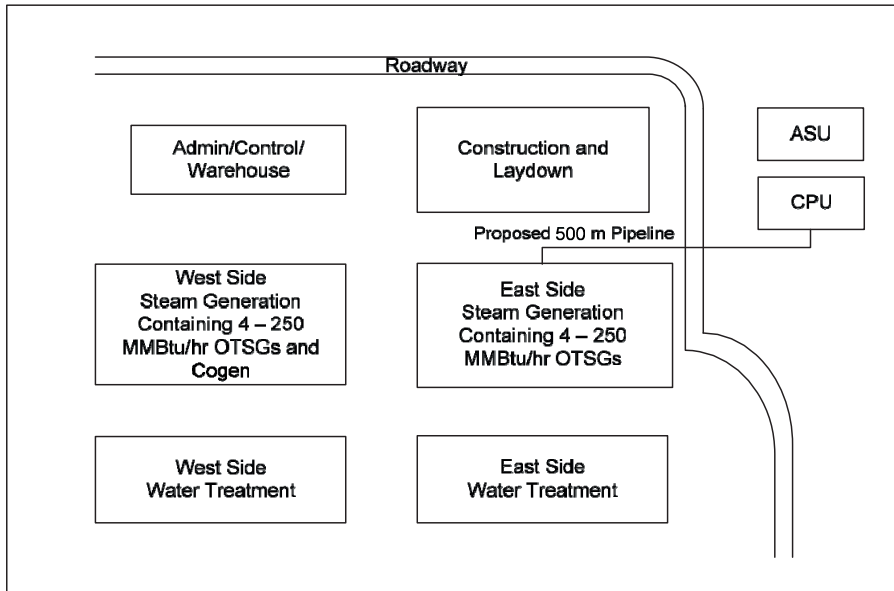 Roadway
Admin/Control/
Warehouse
Construction and
Laydown
ASU
CPU
Proposed 500 m Pipeline
West Side
Steam Generation
Containing 4 – 250
MMBtu/hr OTSGs and
Cogen
East Side
Steam Generation
Containing 4 – 250
MMBtu/hr OTSGs
West Side
Water Treatment
East Side
Water Treatment